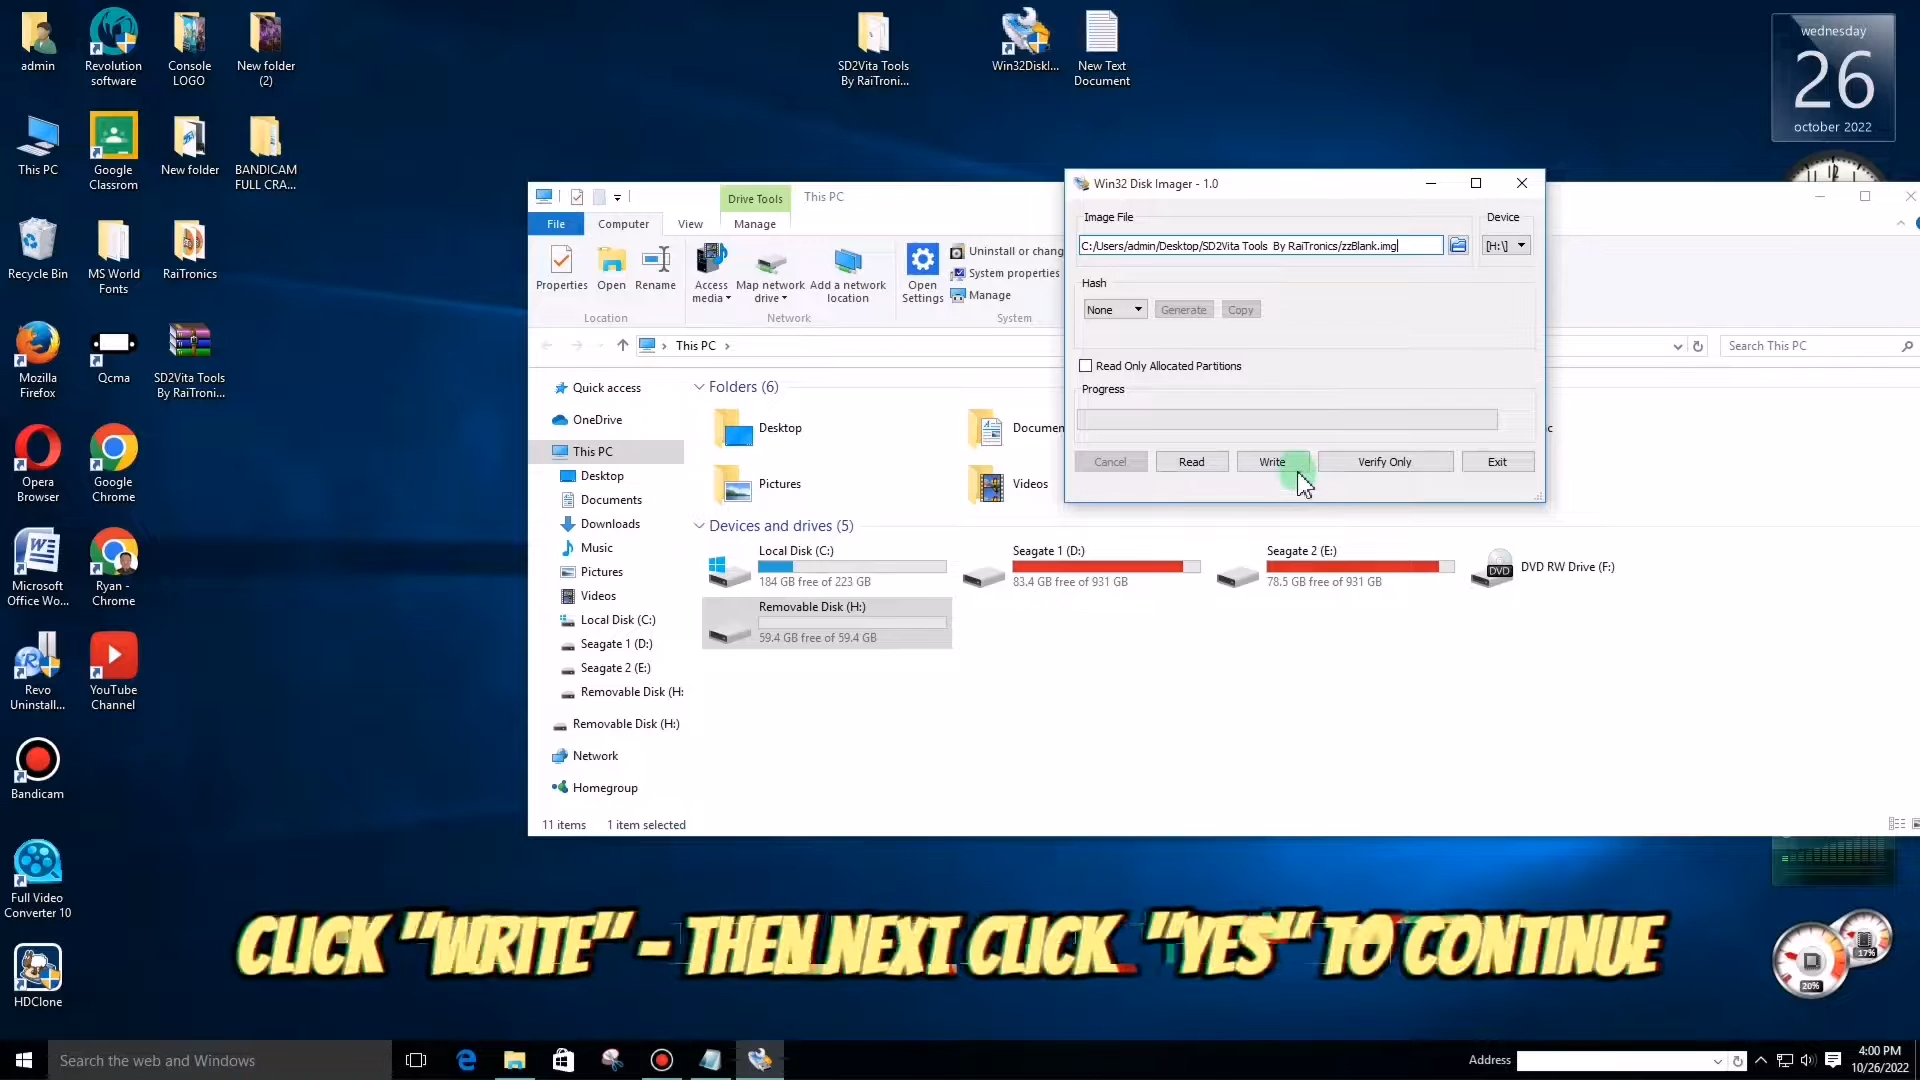 admin
Revolution software
Console LOGO
New folder (2)
SD2Vita Tools By RaiTroni...
Win32DiskI...
New Text Document
wednesday
26
october 2022
This PC
Google Classrom
New folder
BANDICAM FULL CRA...
Recycle Bin
MS World Fonts
RaiTronics
Mozilla Firefox
Qcma
SD2Vita Tools By RaiTroni...
Opera Browser
Google Chrome
Microsoft Office Wo...
Ryan - Chrome
Revo Uninstall...
YouTube Channel
Bandicam
Full Video Converter 10
HDClone
Drive Tools
This PC
File
Computer
View
Manage
Properties
Open
Rename
Access media
Map network drive
Add a network location
Open Settings
Uninstall or chang
System properties
Manage
Location
Network
System
This PC
Search This PC
Quick access
OneDrive
This PC
Desktop
Documents
Downloads
Music
Pictures
Videos
Local Disk (C:)
Seagate 1 (D:)
Seagate 2 (E:)
Removable Disk (H:
Removable Disk (H:)
Network
Homegroup
Folders (6)
Desktop
Documen
Pictures
Videos
Devices and drives (5)
Local Disk (C:)
184 GB free of 223 GB
Seagate 1 (D:)
83.4 GB free of 931 GB
Seagate 2 (E:)
78.5 GB free of 931 GB
DVD
DVD RW Drive (F:)
Removable Disk (H:)
59.4 GB free of 59.4 GB
11 items 1 item selected
Win32 Disk Imager - 1.0
Image File
Device
C:/Users/admin/Desktop/SD2Vita Tools By RaiTronics/zzBlank.img
[H:\]
Hash
None
Generate
Copy
Read Only Allocated Partitions
Progress
Cancel
Read
Write
Verify Only
Exit
CLICK "WRITE" - THEN NEXT CLICK "YES" TO CONTINUE
17%
20%
Search the web and Windows
Address
4:00 PM
10/26/2022